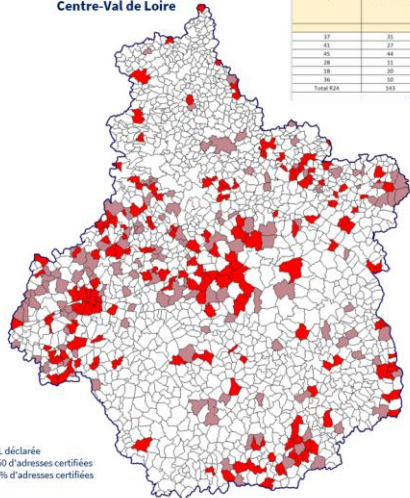 Centre-Val de Loire
37 31
41 27
45 44
28 11
18 20
36 10
Total R24 143
déclarée
0 d'adresses certifiées
% d'adresses certifiées